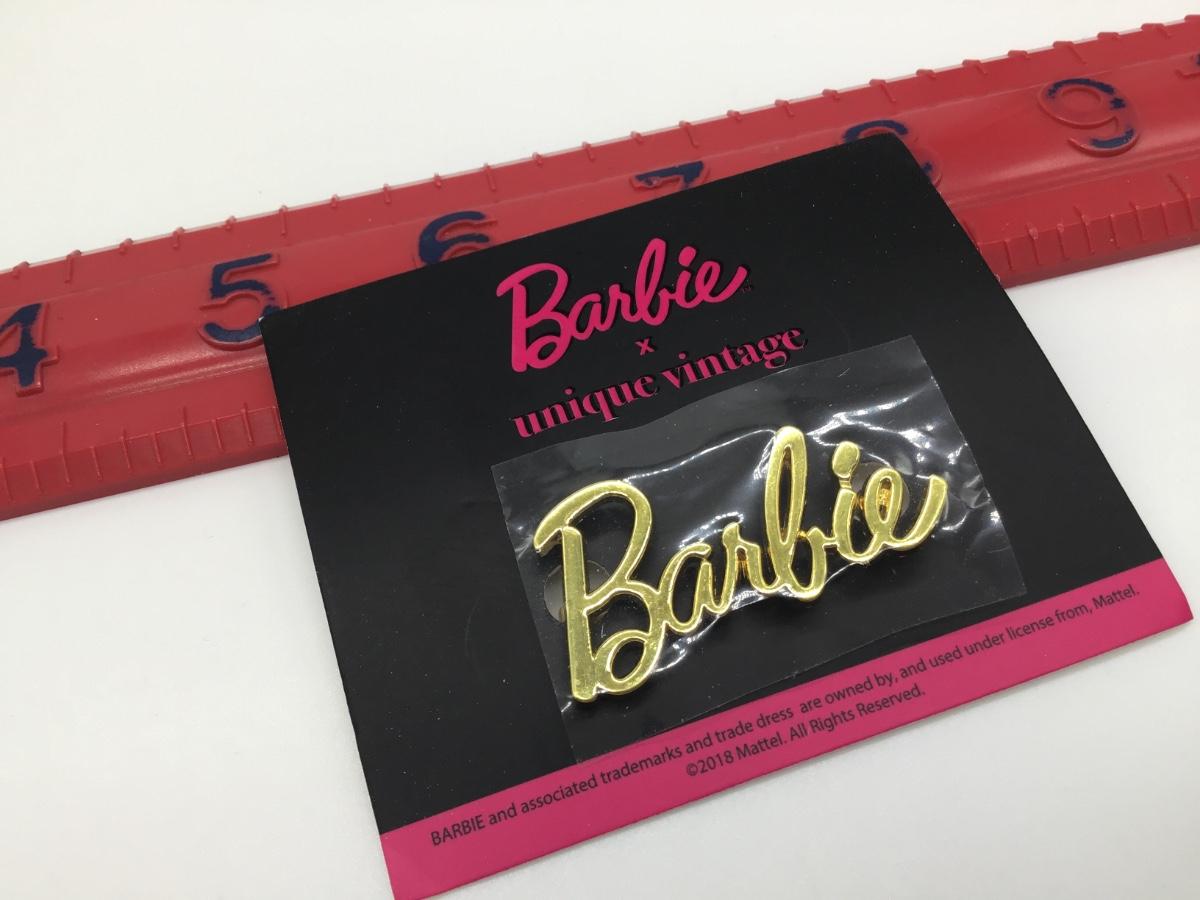 4 5 6 7 8 9
Barbie™
x
unique vintage
Barbie
BARBIE and associated trademarks and trade dress are owned by, and used under license from, Mattel.
©2018 Mattel. All Rights Reserved.